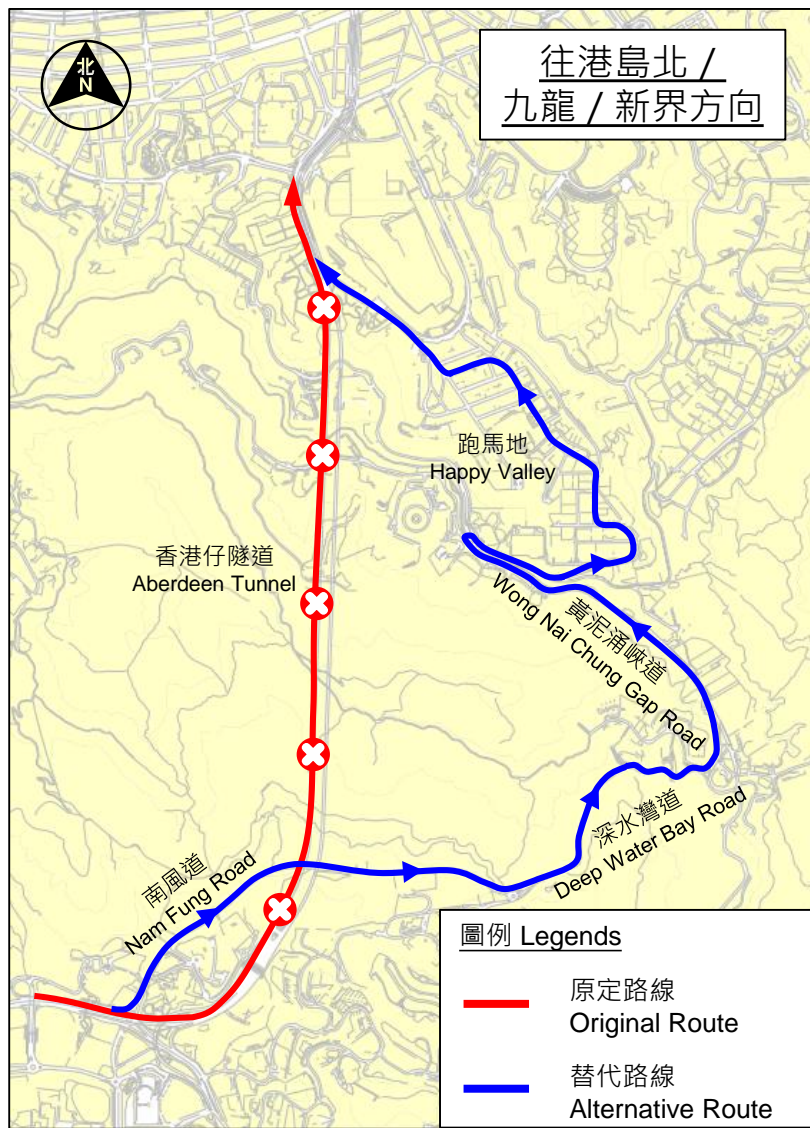 北
N
往港島北 /
九龍 / 新界方向
跑馬地
Happy Valley
香港仔隧道
Aberdeen Tunnel
黃泥涌峽道
Wong Nai Chung Gap Road
深水灣道
Deep Water Bay Road
南風道
Nam Fung Road
圖例 Legends
原定路線
Original Route
替代路線
Alternative Route